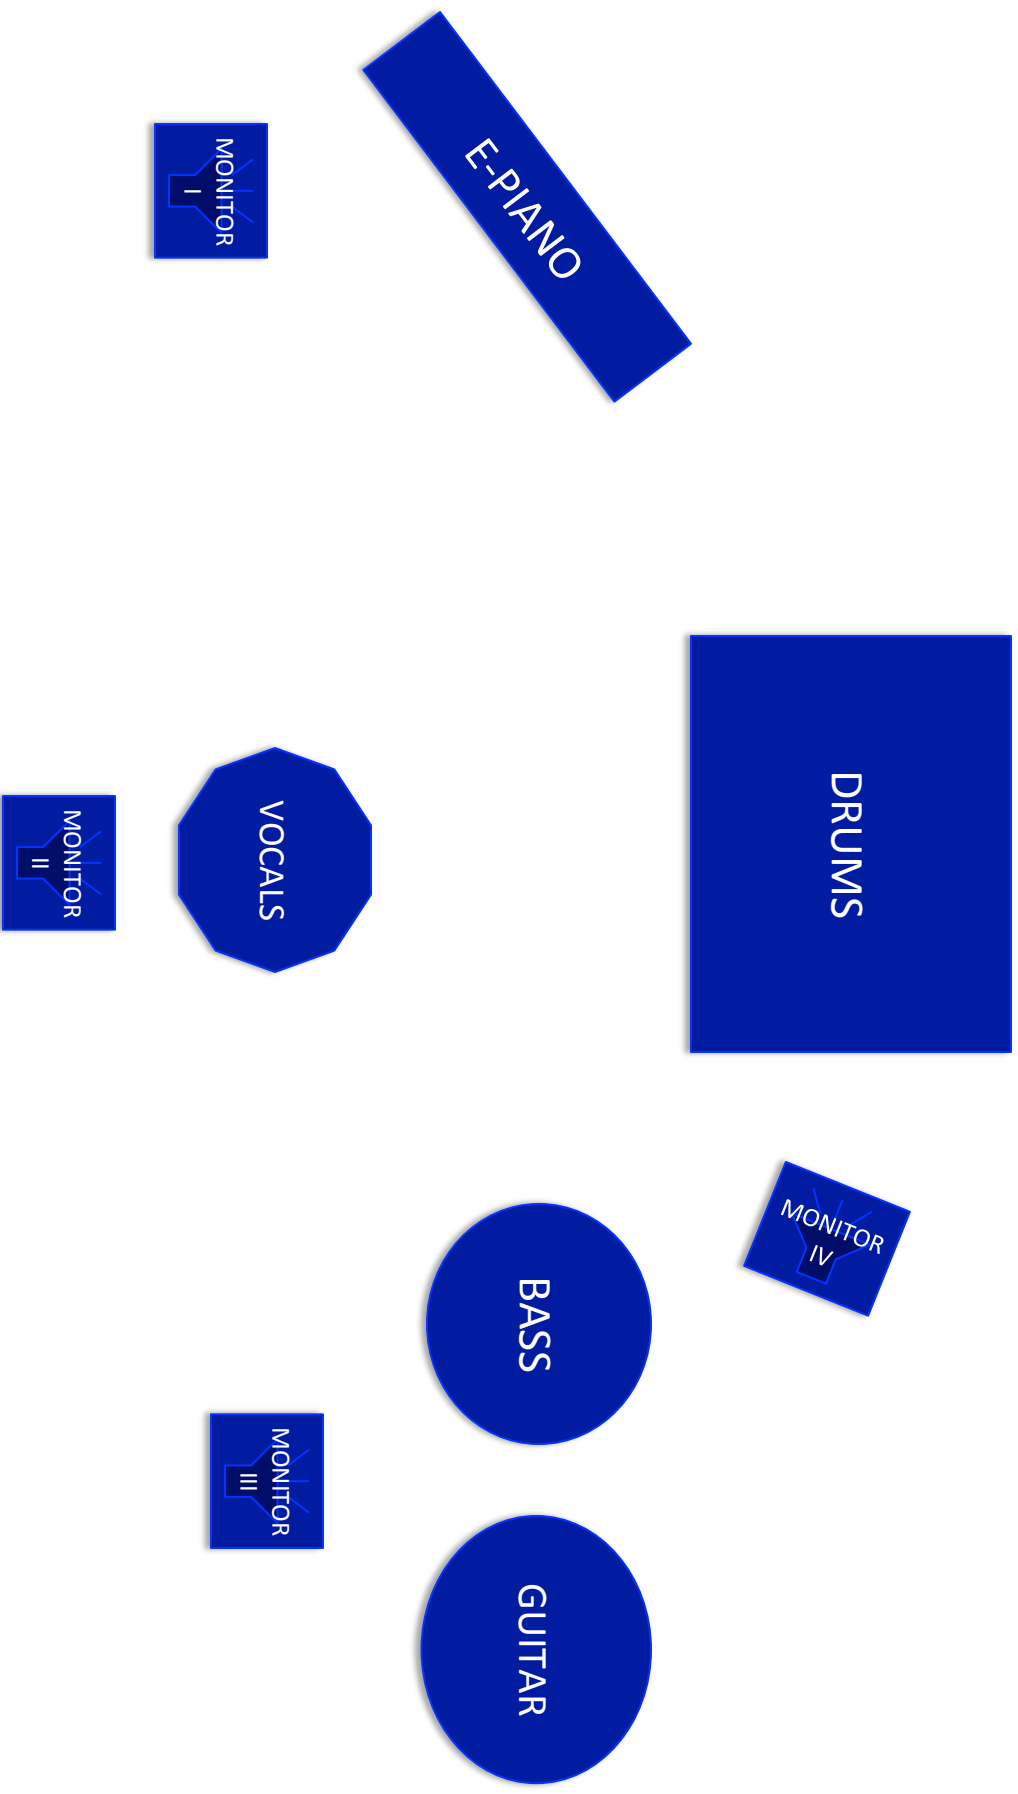 E-PIANO
MONITOR
I
DRUMS
VOCALS
MONITOR
II
MONITOR
IV
BASS
MONITOR
III
GUITAR